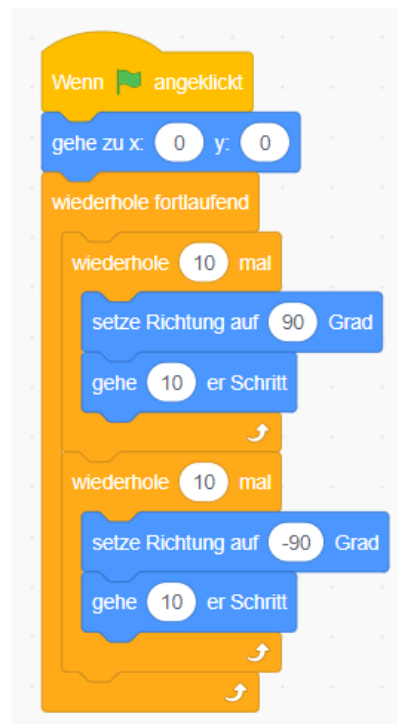 Wenn angeklickt
gehe zu x: 0 y: 0
wiederhole fortlaufend
wiederhole 10 mal
setze Richtung auf 90 Grad
gehe 10 er Schritt
wiederhole 10 mal
setze Richtung auf -90 Grad
gehe 10 er Schritt